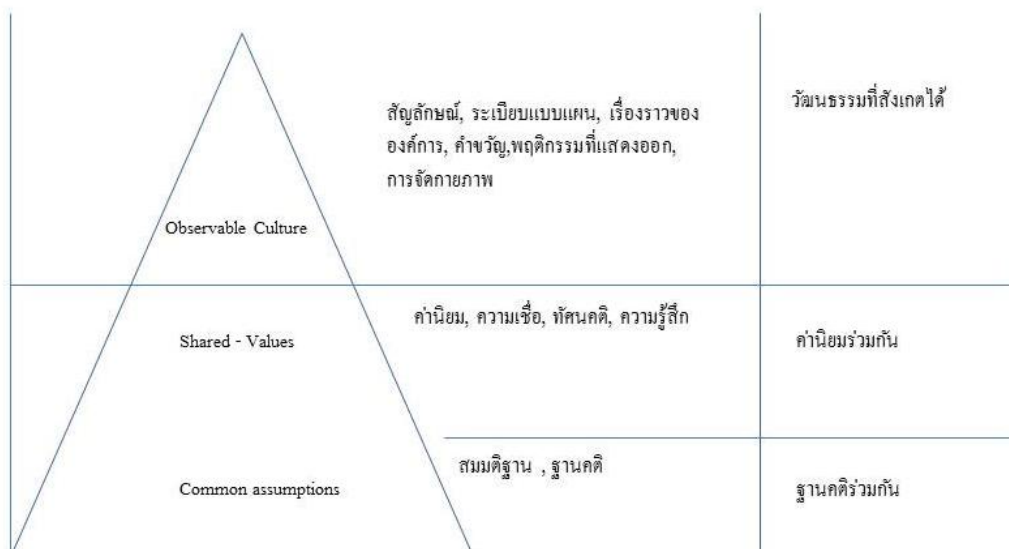 สัญลักษณ์, ระเบียบแบบแผน, เรื่องราวของ
องค์การ, คำขวัญ,พฤติกรรมที่แสดงออก,
การจัดกายภาพ
วัฒนธรรมที่สังเกตได้
Observable Culture
ค่านิยม, ความเชื่อ, ทัศนคติ, ความรู้สึก
Shared - Values
ค่านิยมร่วมกัน
สมมติฐาน , ฐานคติ
Common assumptions
ฐานคติร่วมกัน